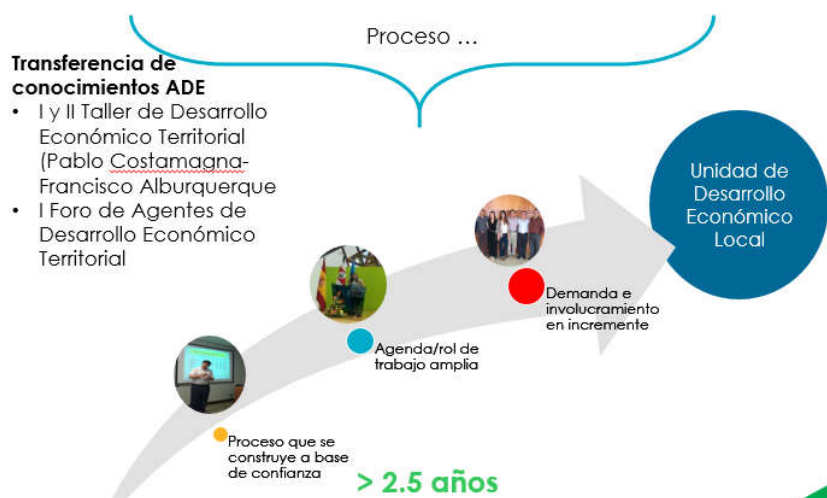 Proceso ...
Transferencia de
conocimientos ADE
• I y II Taller de Desarrollo
Económico Territorial
(Pablo Costamagna-
Francisco Alburquerque
• I Foro de Agentes de
Desarrollo Económico
Territorial
Unidad de
Desarrollo
Económico
Local
Demanda e
involucramiento
en incremente
Agenda/rol de
trabajo amplia
Proceso que se
construye a base
de confianza
> 2.5 años